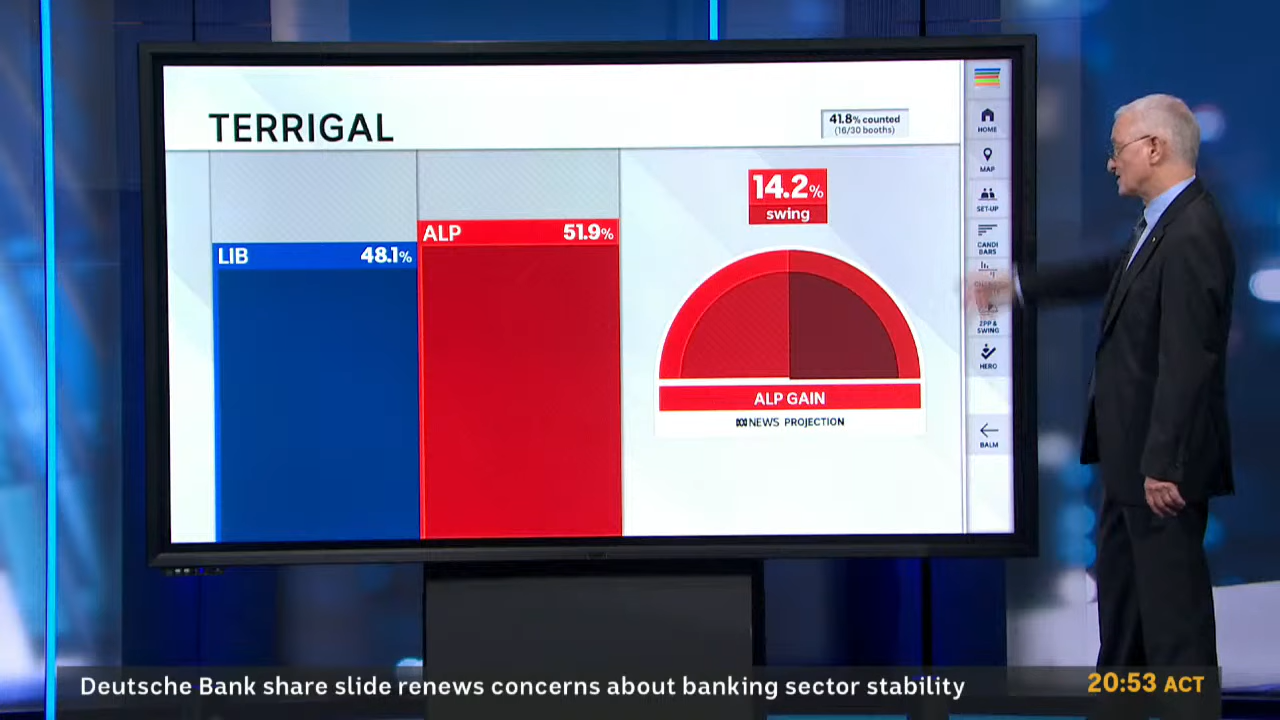 TERRIGAL
41.8% counted
(16/30 booths)
LIB 48.1%
ALP 51.9%
14.2%
swing
ALP GAIN
NEWS PROJECTION
HOME
MAP
SET-UP
CANDI
BARS
2PP &
SWING
HERO
BALM
Deutsche Bank share slide renews concerns about banking sector stability
20:53 ACT